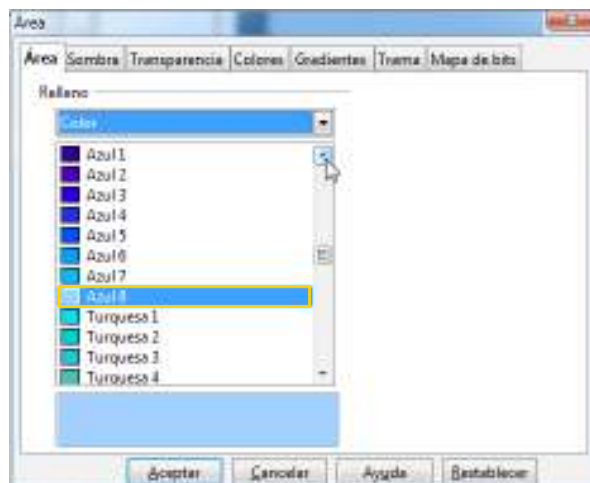 Área
Área Sombra Transparencia Colores Gradientes Trama Mapa de bits
Relleno
Color
Azul 1
Azul 2
Azul 3
Azul 4
Azul 5
Azul 6
Azul 7
Azul 8
Turquesa 1
Turquesa 2
Turquesa 3
Turquesa 4
Aceptar Cancelar Ayuda Restablecer